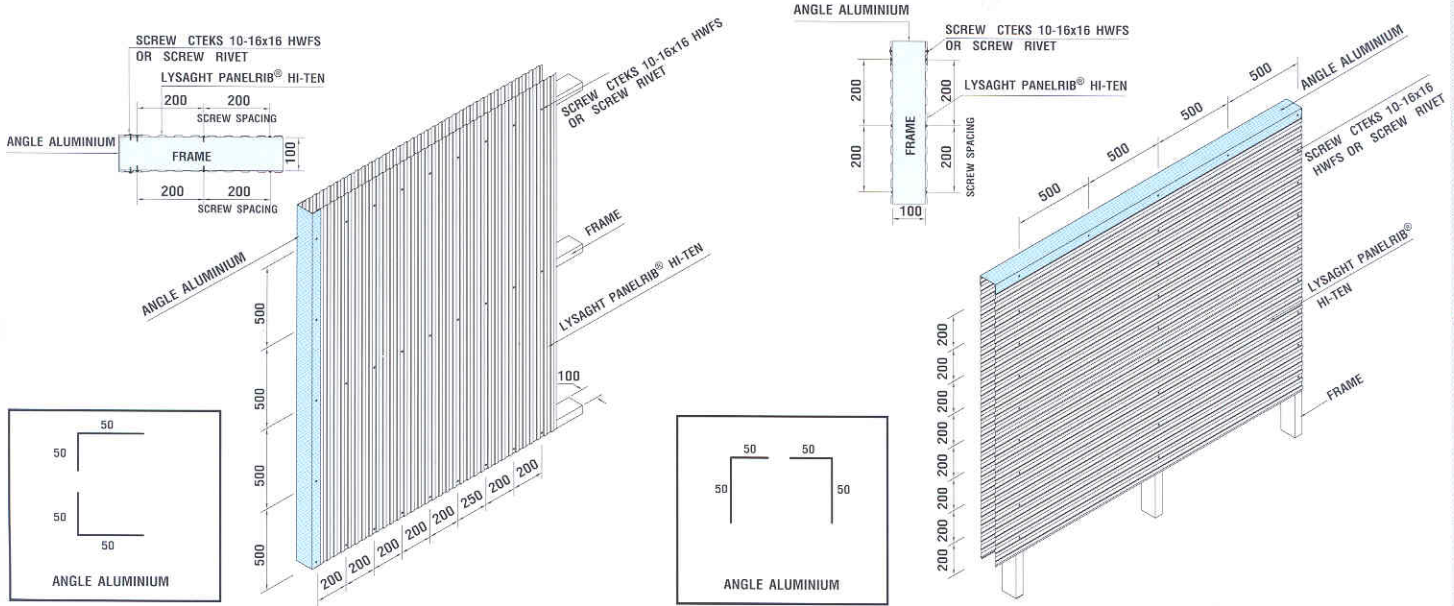 SCREW CTEKS 10-16x16 HWFS
OR SCREW RIVET
LYSAGHT PANELRIB® HI-TEN
200 200
SCREW SPACING
ANGLE ALUMINIUM
FRAME
100
200 200
SCREW SPACING
SCREW CTEKS 10-16x16 HWFS
OR SCREW RIVET
FRAME
ANGLE ALUMINIUM
LYSAGHT PANELRIB® HI-TEN
500
500
500
500
100
200
200
200
200
200
250
200
200
50
50
50
50
ANGLE ALUMINIUM
ANGLE ALUMINIUM
SCREW CTEKS 10-16x16 HWFS
OR SCREW RIVET
LYSAGHT PANELRIB® HI-TEN
200
200
FRAME
200
200
SCREW SPACING
100
500
500
500
500
ANGLE ALUMINIUM
SCREW CTEKS 10-16x16
HWFS OR SCREW RIVET
LYSAGHT PANELRIB®
HI-TEN
FRAME
200
200
200
200
200
200
200
200
50 50
50 50
ANGLE ALUMINIUM